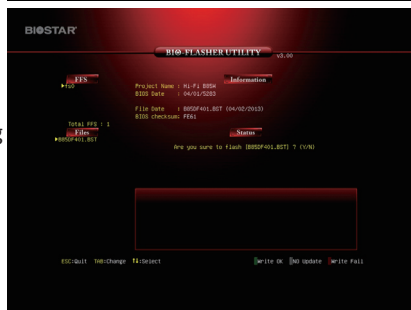 BIOSTAR
BIO-FLASHER UTILITY v3.00
FFS
fs0
Information
Project Name : Hi-Fi B85W
BIOS Date : 04/01/5283
File Date : B85DF401.BST (04/02/2013)
BIOS checksum: FE61
Total FFS : 1
Files
B85DF401.BST
Status
Are you sure to flash [B85DF401.BST] ? (Y/N)
ESC:Quit TAB:Change ↑↓:Select Write OK NO Update Write Fail